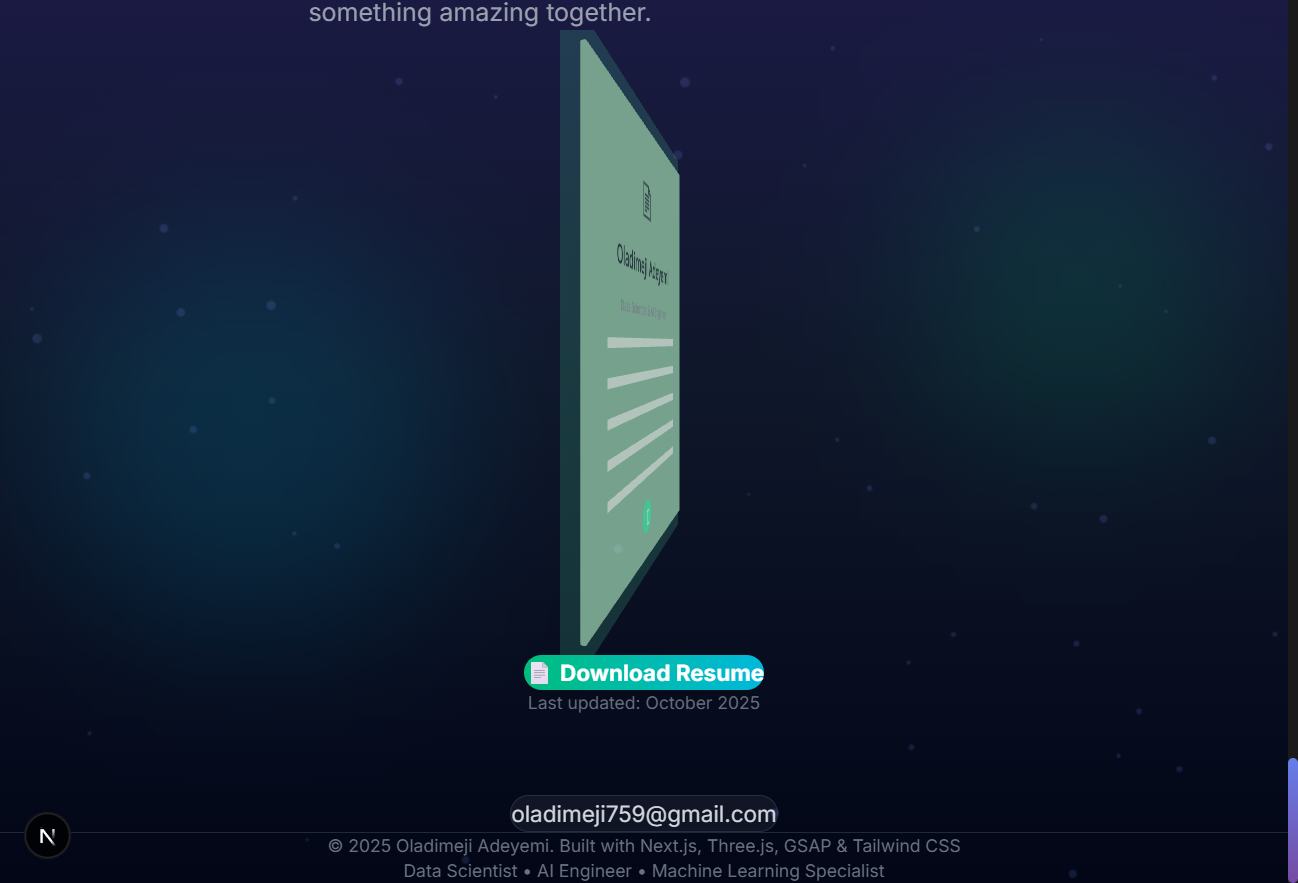 something amazing together.
Oladimeji Adeyemi
📄 Download Resume
Last updated: October 2025
oladimeji759@gmail.com
N
© 2025 Oladimeji Adeyemi. Built with Next.js, Three.js, GSAP & Tailwind CSS
Data Scientist • AI Engineer • Machine Learning Specialist